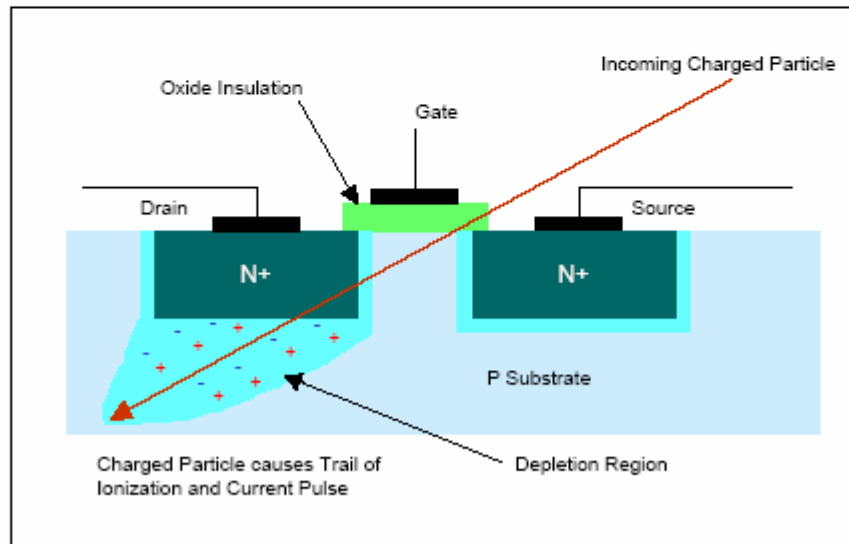 Incoming Charged Particle
Oxide Insulation
Gate
Drain
Source
N+
N+
P Substrate
Charged Particle causes Trail of
Ionization and Current Pulse
Depletion Region